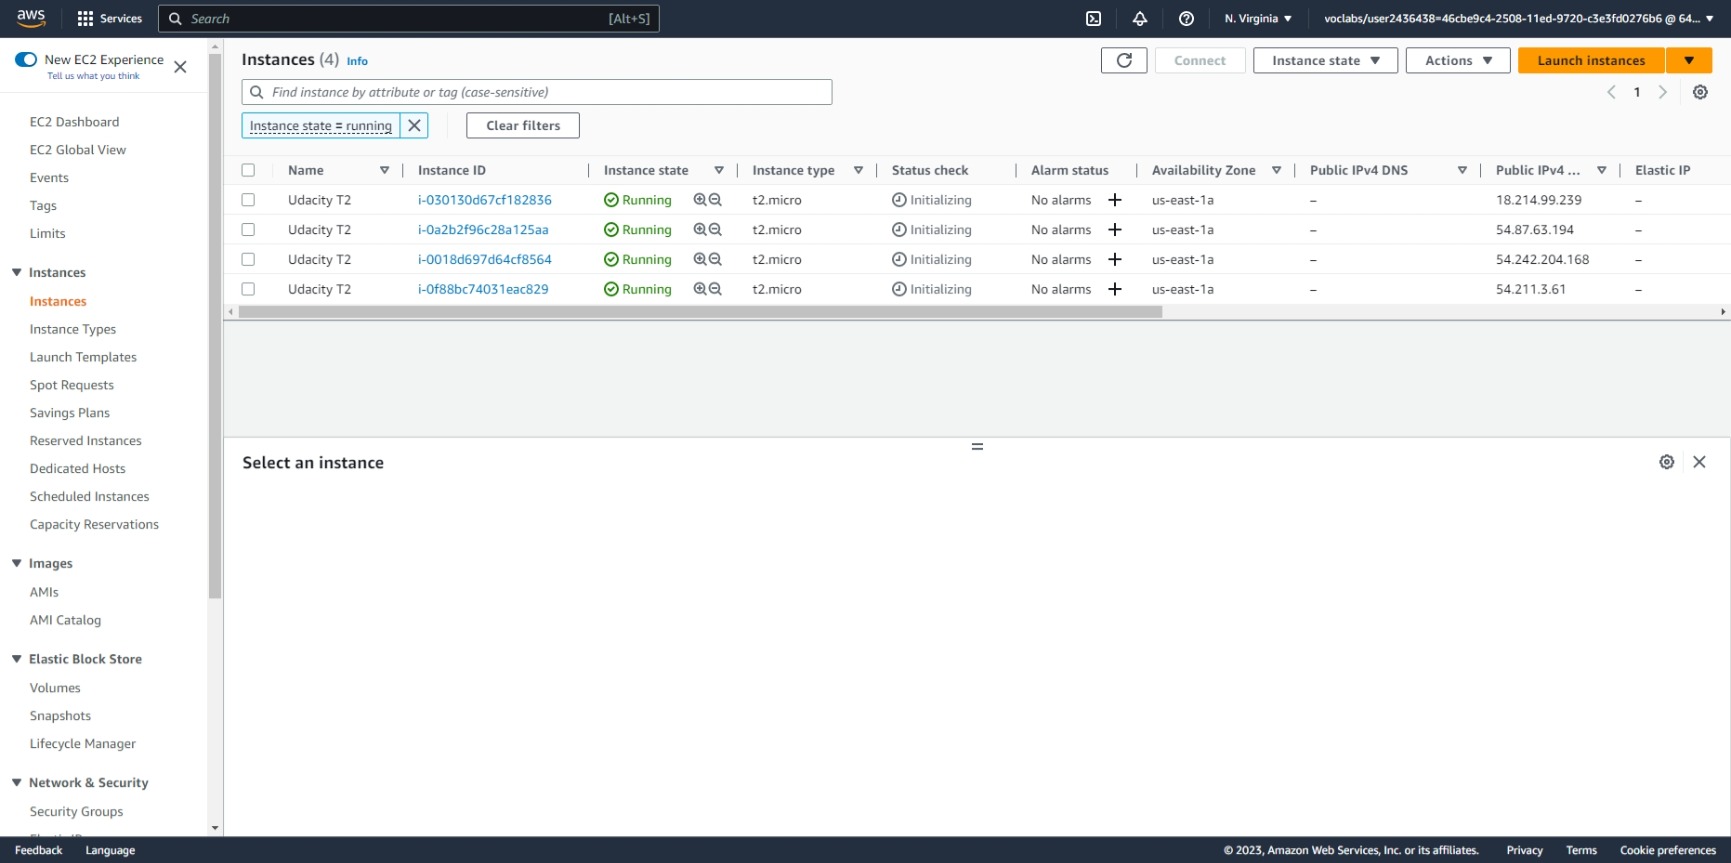 aws Services Search [Alt+S] N. Virginia ▼ voclabs/user2436438=46cbe9c4-2508-11ed-9720-c3e3fd0276b6 @ 64... ▼
New EC2 Experience
Tell us what you think
EC2 Dashboard
EC2 Global View
Events
Tags
Limits
▼ Instances
Instances
Instance Types
Launch Templates
Spot Requests
Savings Plans
Reserved Instances
Dedicated Hosts
Scheduled Instances
Capacity Reservations
▼ Images
AMIs
AMI Catalog
▼ Elastic Block Store
Volumes
Snapshots
Lifecycle Manager
▼ Network & Security
Security Groups
Instances (4) Info Connect Instance state ▼ Actions ▼ Launch instances ▼
Find instance by attribute or tag (case-sensitive) 1
Instance state = running Clear filters
Name Instance ID Instance state Instance type Status check Alarm status Availability Zone Public IPv4 DNS Public IPv4 ... Elastic IP
Udacity T2 i-030130d67cf182836 Running t2.micro Initializing No alarms + us-east-1a – 18.214.99.239 –
Udacity T2 i-0a2b2f96c28a125aa Running t2.micro Initializing No alarms + us-east-1a – 54.87.63.194 –
Udacity T2 i-0018d697d64cf8564 Running t2.micro Initializing No alarms + us-east-1a – 54.242.204.168 –
Udacity T2 i-0f88bc74031eac829 Running t2.micro Initializing No alarms + us-east-1a – 54.211.3.61 –
Select an instance
Feedback Language © 2023, Amazon Web Services, Inc. or its affiliates. Privacy Terms Cookie preferences